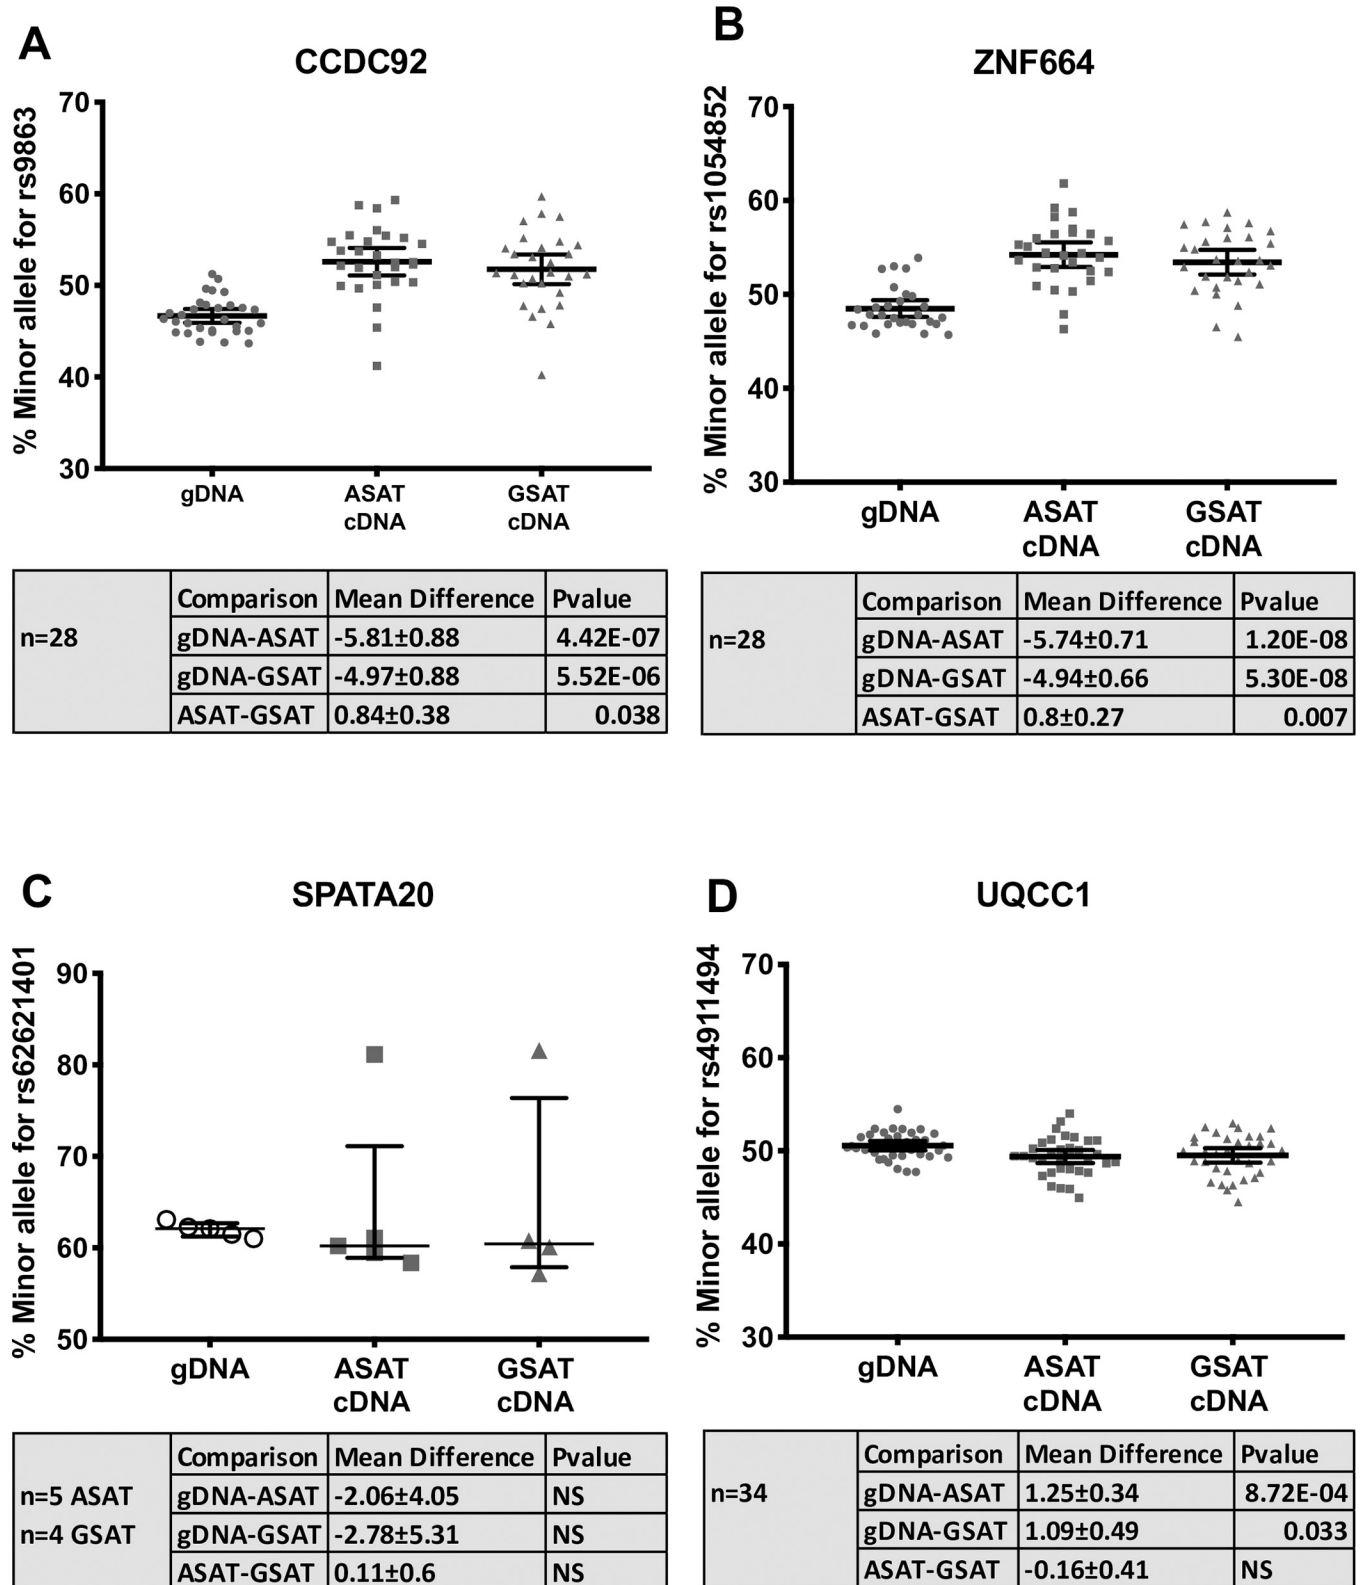 A
CCDC92
% Minor allele for rs9863
70
60
50
40
30
gDNA
ASAT cDNA
GSAT cDNA
Comparison Mean Difference Pvalue
n=28 gDNA-ASAT -5.81±0.88 4.42E-07
gDNA-GSAT -4.97±0.88 5.52E-06
ASAT-GSAT 0.84±0.38 0.038
B
ZNF664
% Minor allele for rs1054852
70
60
50
40
30
gDNA
ASAT cDNA
GSAT cDNA
Comparison Mean Difference Pvalue
n=28 gDNA-ASAT -5.74±0.71 1.20E-08
gDNA-GSAT -4.94±0.66 5.30E-08
ASAT-GSAT 0.8±0.27 0.007
C
SPATA20
% Minor allele for rs62621401
90
80
70
60
50
gDNA
ASAT cDNA
GSAT cDNA
Comparison Mean Difference Pvalue
n=5 ASAT gDNA-ASAT -2.06±4.05 NS
n=4 GSAT gDNA-GSAT -2.78±5.31 NS
ASAT-GSAT 0.11±0.6 NS
D
UQCC1
% Minor allele for rs4911494
70
60
50
40
30
gDNA
ASAT cDNA
GSAT cDNA
Comparison Mean Difference Pvalue
n=34 gDNA-ASAT 1.25±0.34 8.72E-04
gDNA-GSAT 1.09±0.49 0.033
ASAT-GSAT -0.16±0.41 NS